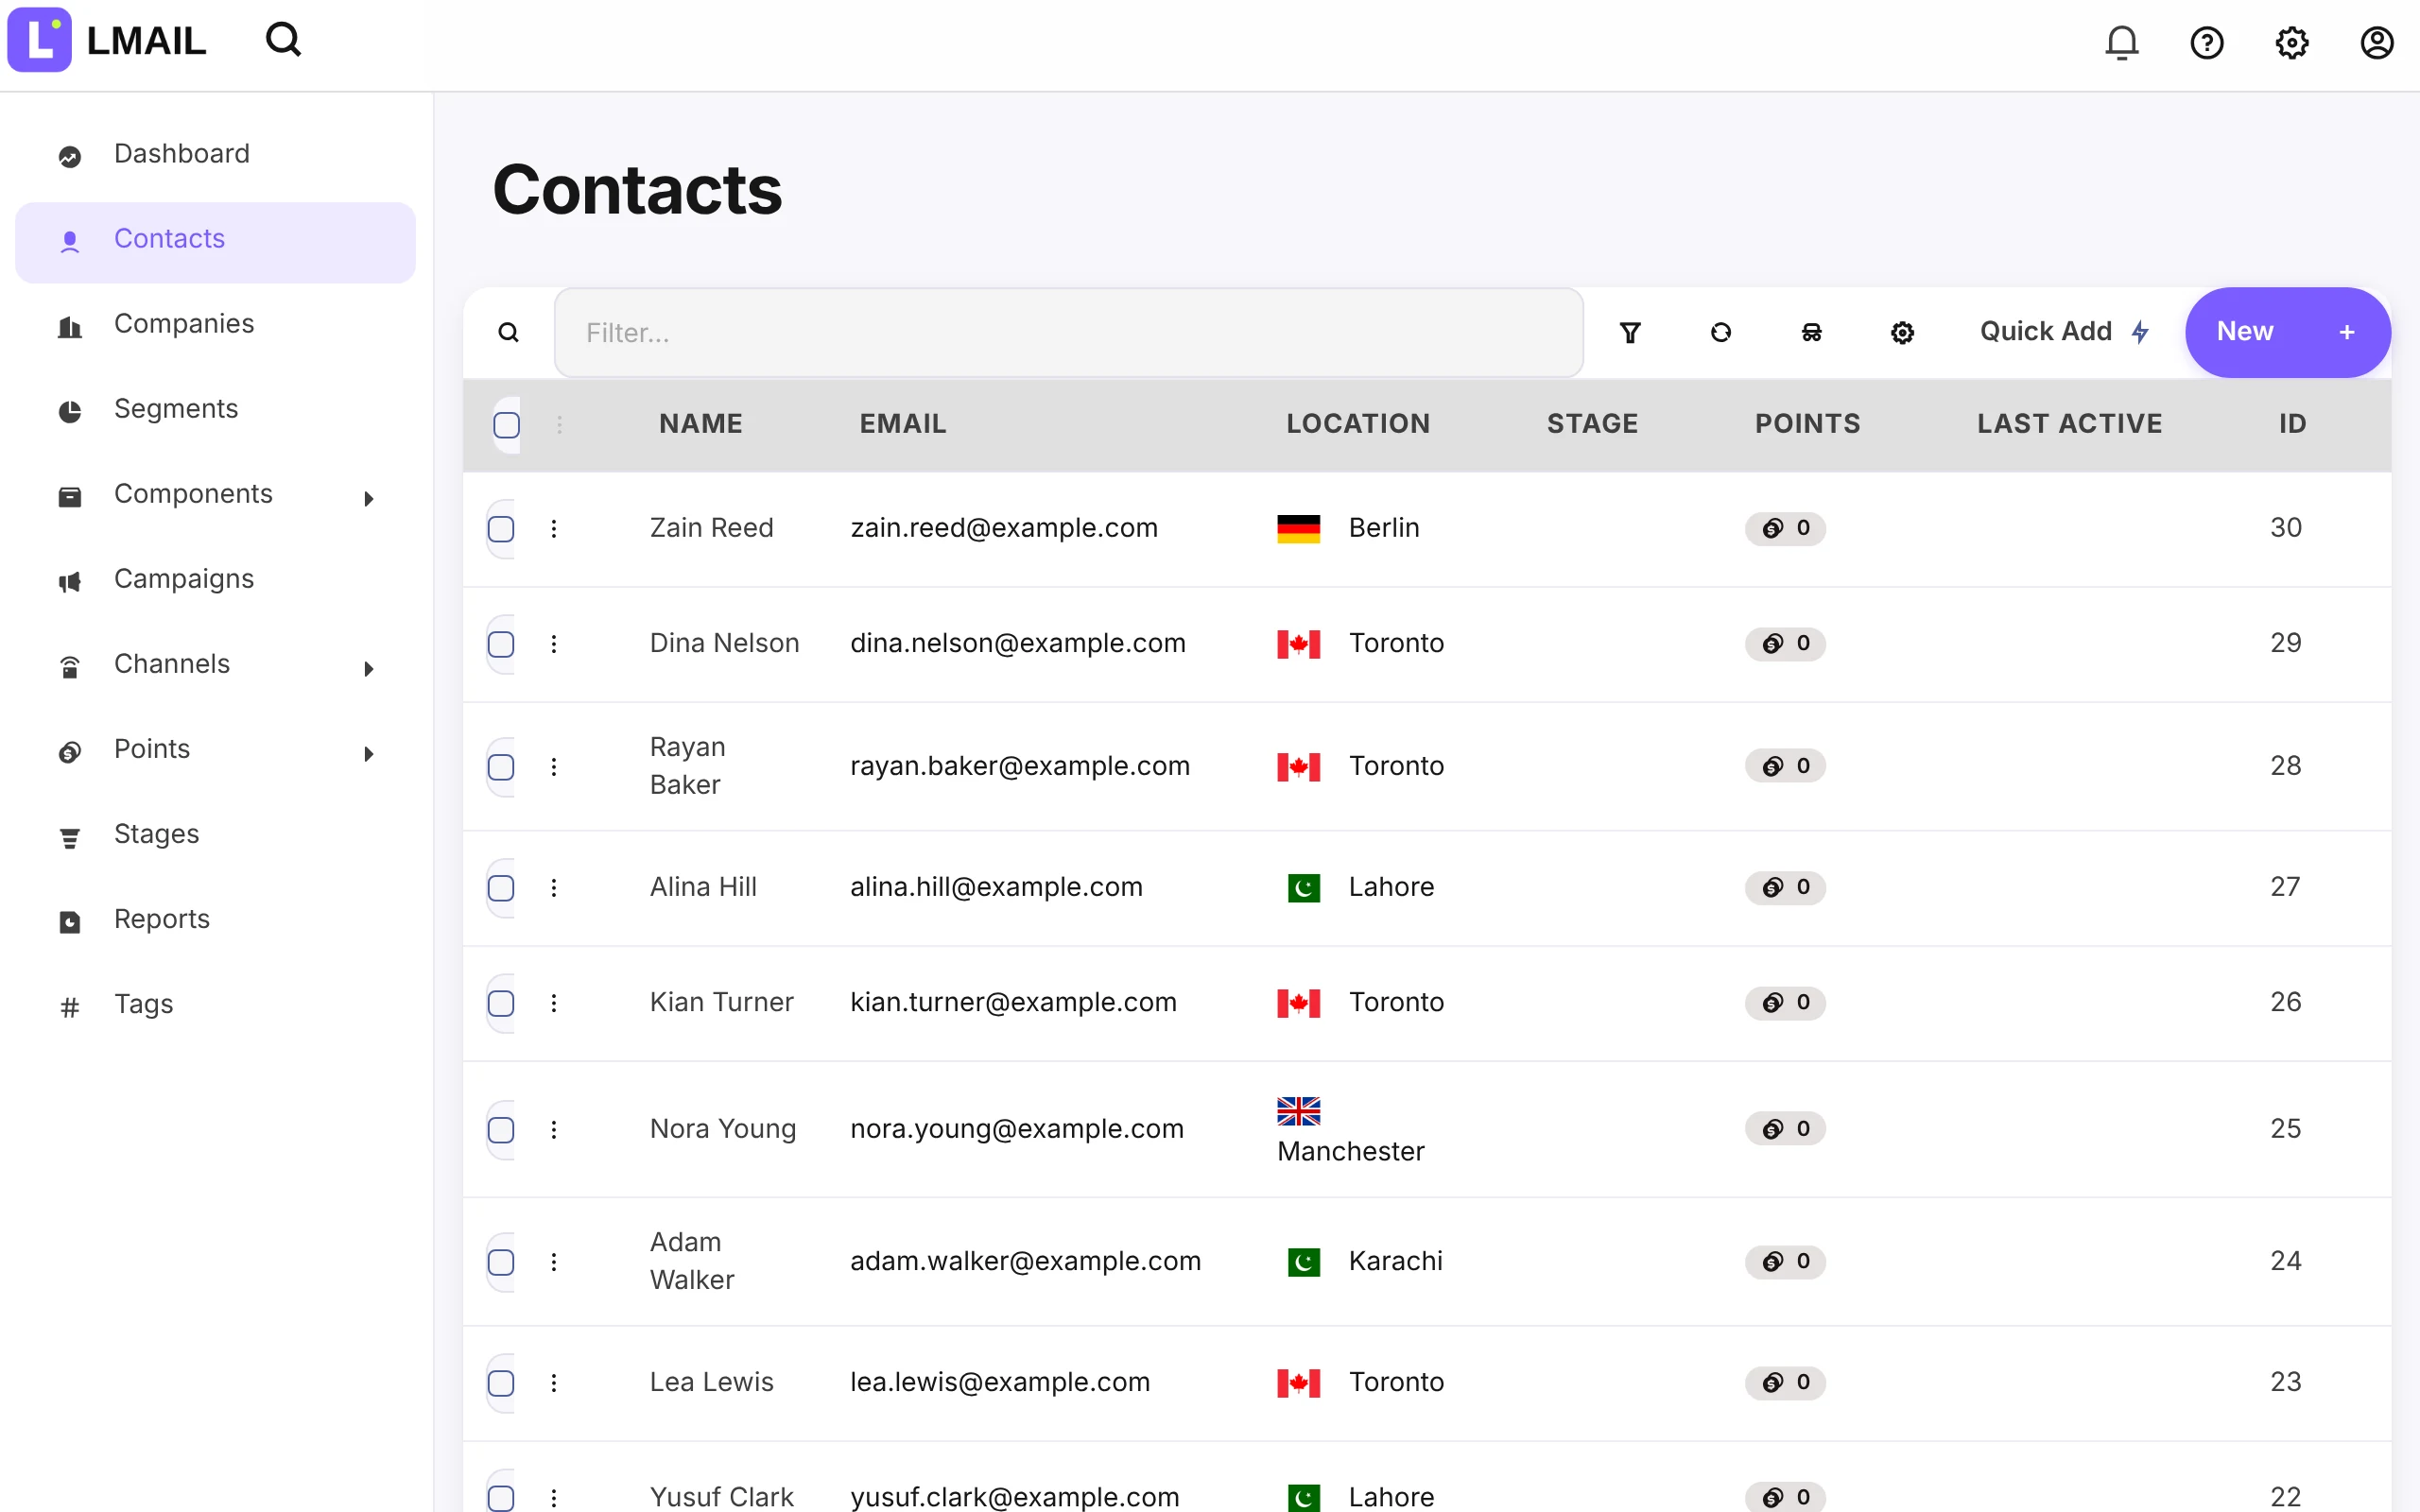 LMAIL
Dashboard
Contacts
Companies
Segments
Components
Campaigns
Channels
Points
Stages
Reports
Tags
Contacts
Filter...
Quick Add
New +
NAME EMAIL LOCATION STAGE POINTS LAST ACTIVE ID
Zain Reed zain.reed@example.com Berlin 0 30
Dina Nelson dina.nelson@example.com Toronto 0 29
Rayan
Baker rayan.baker@example.com Toronto 0 28
Alina Hill alina.hill@example.com Lahore 0 27
Kian Turner kian.turner@example.com Toronto 0 26
Nora Young nora.young@example.com Manchester 0 25
Adam
Walker adam.walker@example.com Karachi 0 24
Lea Lewis lea.lewis@example.com Toronto 0 23
Yusuf Clark yusuf.clark@example.com Lahore 0 22